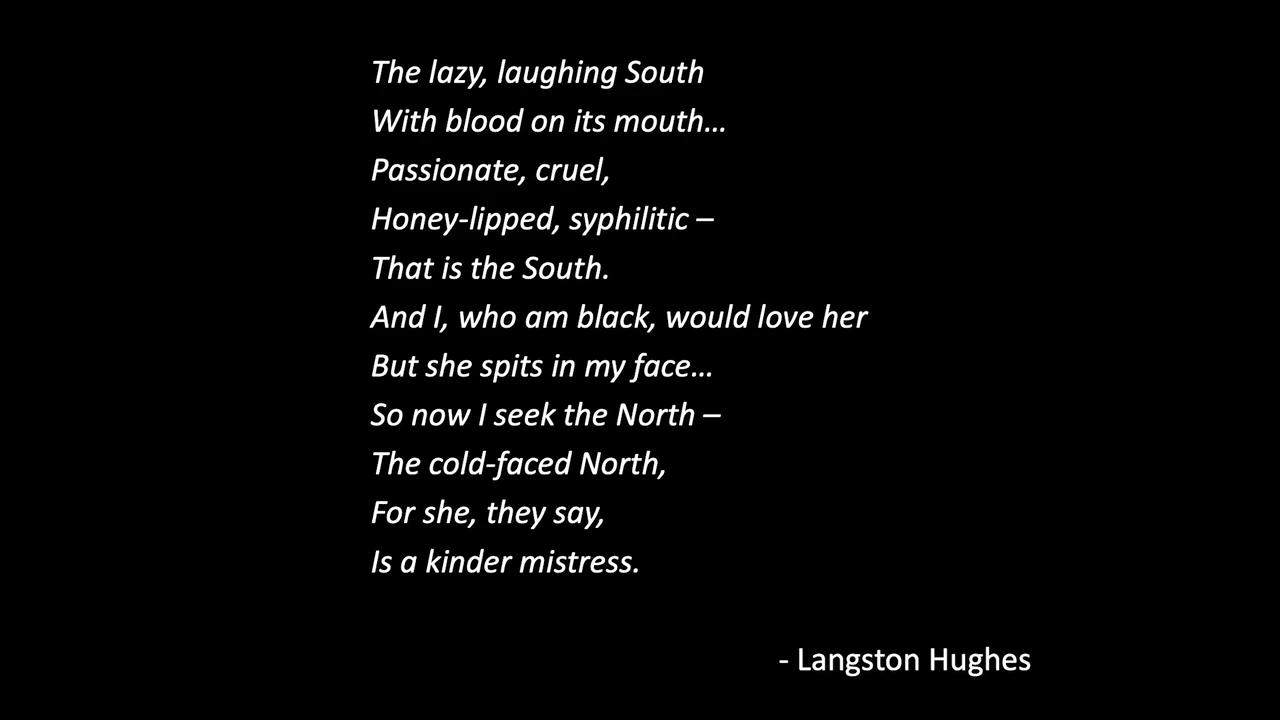 The lazy, laughing South
With blood on its mouth…
Passionate, cruel,
Honey-lipped, syphilitic –
That is the South.
And I, who am black, would love her
But she spits in my face…
So now I seek the North –
The cold-faced North,
For she, they say,
Is a kinder mistress.
- Langston Hughes